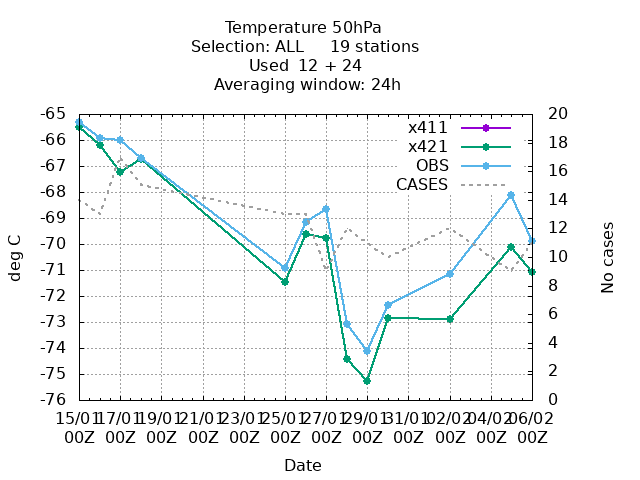 Temperature 50hPa
Selection: ALL     19 stations
Used  12 + 24
Averaging window: 24h
-65
-66
-67
-68
-69
-70
-71
-72
-73
-74
-75
-76
deg C
20
18
16
14
12
10
8
6
4
2
0
No cases
x411
x421
OBS
CASES
15/01 17/01 19/01 21/01 23/01 25/01 27/01 29/01 31/01 02/02 04/02 06/02
00Z 00Z 00Z 00Z 00Z 00Z 00Z 00Z 00Z 00Z 00Z 00Z
Date